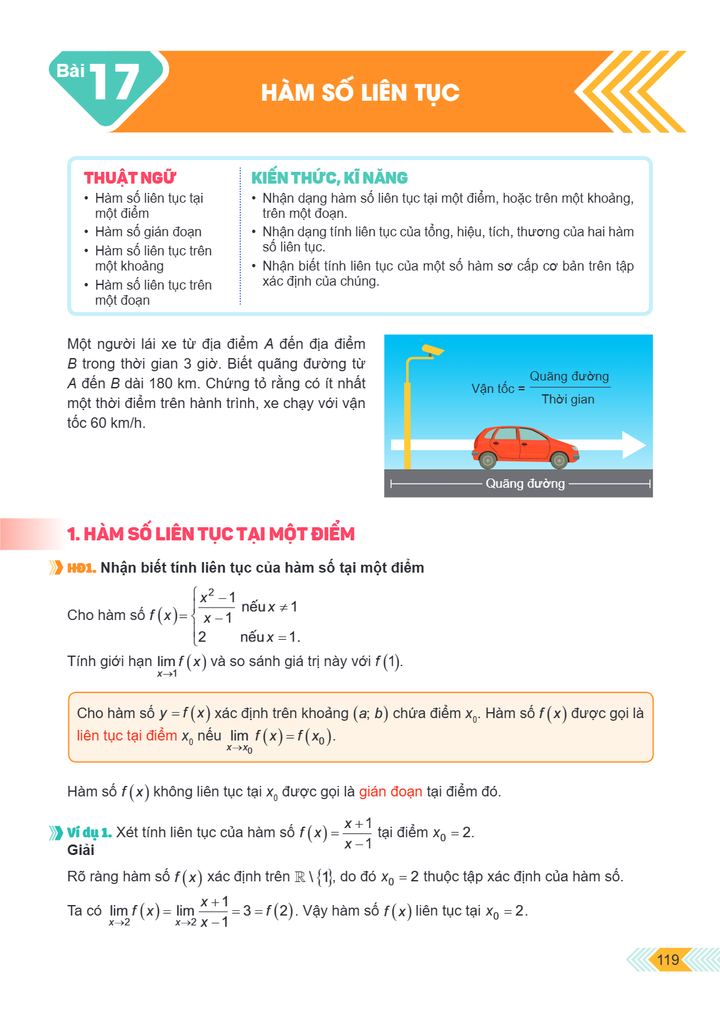 Bài 17
HÀM SỐ LIÊN TỤC
THUẬT NGỮ
• Hàm số liên tục tại
một điểm
• Hàm số gián đoạn
• Hàm số liên tục trên
một khoảng
• Hàm số liên tục trên
một đoạn
KIẾN THỨC, KĨ NĂNG
• Nhận dạng hàm số liên tục tại một điểm, hoặc trên một khoảng,
trên một đoạn.
• Nhận dạng tính liên tục của tổng, hiệu, tích, thương của hai hàm
số liên tục.
• Nhận biết tính liên tục của một số hàm sơ cấp cơ bản trên tập
xác định của chúng.
Một người lái xe từ địa điểm A đến địa điểm
B trong thời gian 3 giờ. Biết quãng đường từ
A đến B dài 180 km. Chứng tỏ rằng có ít nhất
một thời điểm trên hành trình, xe chạy với vận
tốc 60 km/h.
Vận tốc = Quãng đường / Thời gian
Quãng đường
1. HÀM SỐ LIÊN TỤC TẠI MỘT ĐIỂM
HĐ1. Nhận biết tính liên tục của hàm số tại một điểm
Cho hàm số f(x) = { (x² − 1)/(x − 1) nếu x ≠ 1
2 nếu x = 1.
Tính giới hạn lim x→1 f(x) và so sánh giá trị này với f(1).
Cho hàm số y = f(x) xác định trên khoảng (a; b) chứa điểm x₀. Hàm số f(x) được gọi là
liên tục tại điểm x₀ nếu lim x→x₀ f(x) = f(x₀).
Hàm số f(x) không liên tục tại x₀ được gọi là gián đoạn tại điểm đó.
Ví dụ 1. Xét tính liên tục của hàm số f(x) = (x + 1)/(x − 1) tại điểm x₀ = 2.
Giải
Rõ ràng hàm số f(x) xác định trên ℝ \ {1}, do đó x₀ = 2 thuộc tập xác định của hàm số.
Ta có lim x→2 f(x) = lim x→2 (x + 1)/(x − 1) = 3 = f(2). Vậy hàm số f(x) liên tục tại x₀ = 2.
119